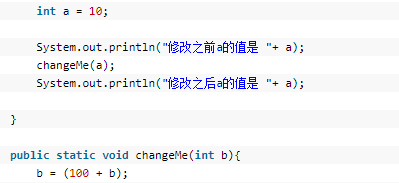 int a = 10;
System.out.println("修改之前a的值是 "+ a);
changeMe(a);
System.out.println("修改之后a的值是 "+ a);
}
public static void changeMe(int b){
b = (100 + b);